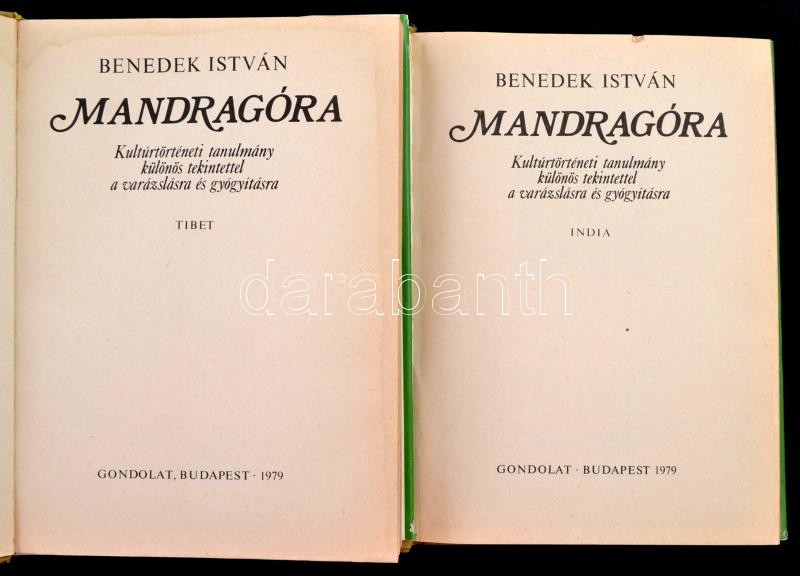 BENEDEK ISTVÁN
MANDRAGÓRA
Kultúrtörténeti tanulmány
különös tekintettel
a varázslásra és gyógyításra
TIBET
GONDOLAT, BUDAPEST · 1979
BENEDEK ISTVÁN
MANDRAGÓRA
Kultúrtörténeti tanulmány
különös tekintettel
a varázslásra és gyógyításra
INDIA
GONDOLAT · BUDAPEST 1979
darabanth